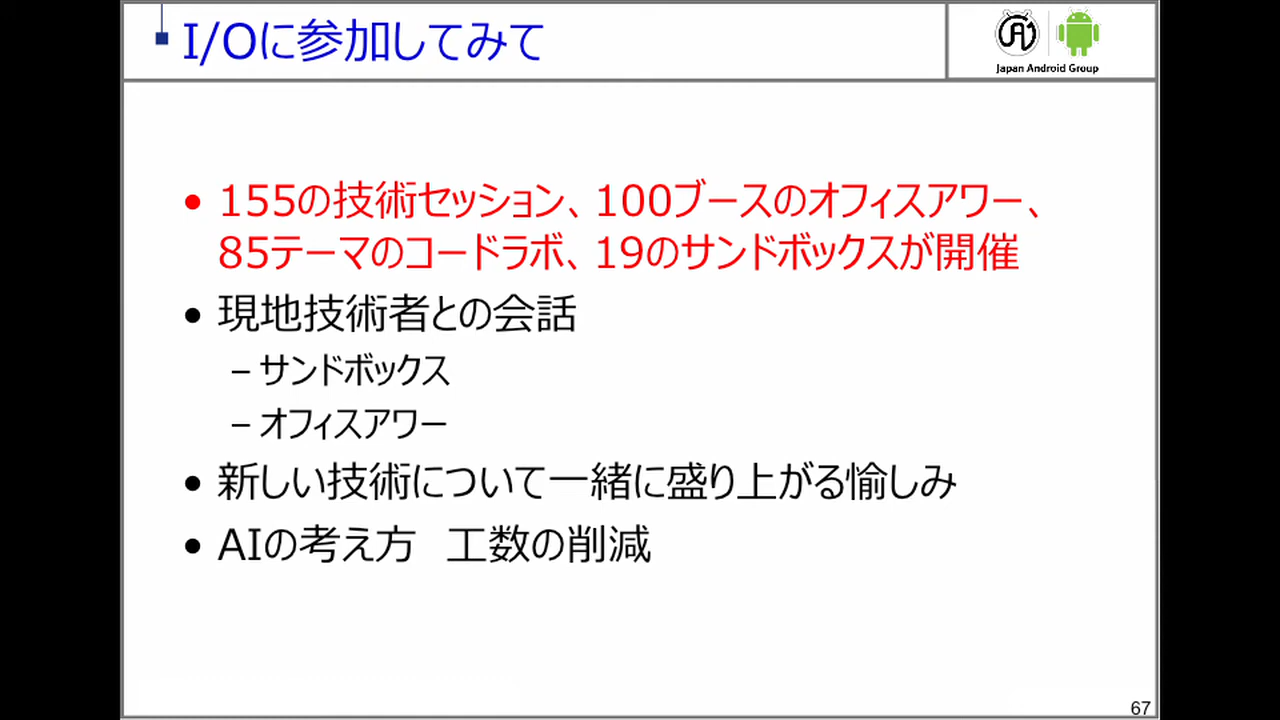 I/Oに参加してみて
Japan Android Group
• 155の技術セッション、100ブースのオフィスアワー、
85テーマのコードラボ、19のサンドボックスが開催
• 現地技術者との会話
– サンドボックス
– オフィスアワー
• 新しい技術について一緒に盛り上がる愉しみ
• AIの考え方　工数の削減
67